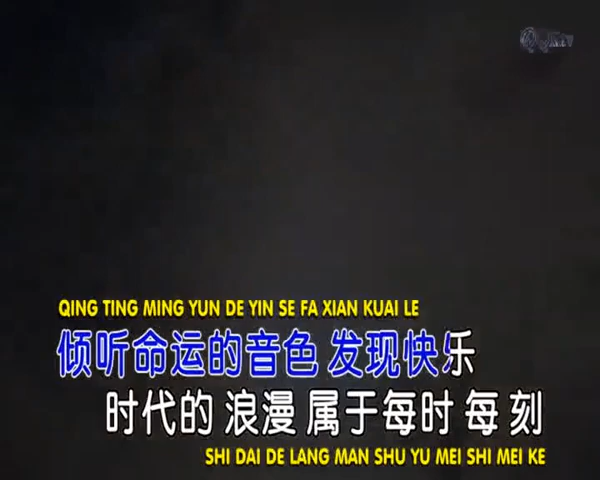 QING TING MING YUN DE YIN SE FA XIAN KUAI LE
倾听命运的音色 发现快乐
时代的 浪漫 属于每时 每 刻
SHI DAI DE LANG MAN SHU YU MEI SHI MEI KE